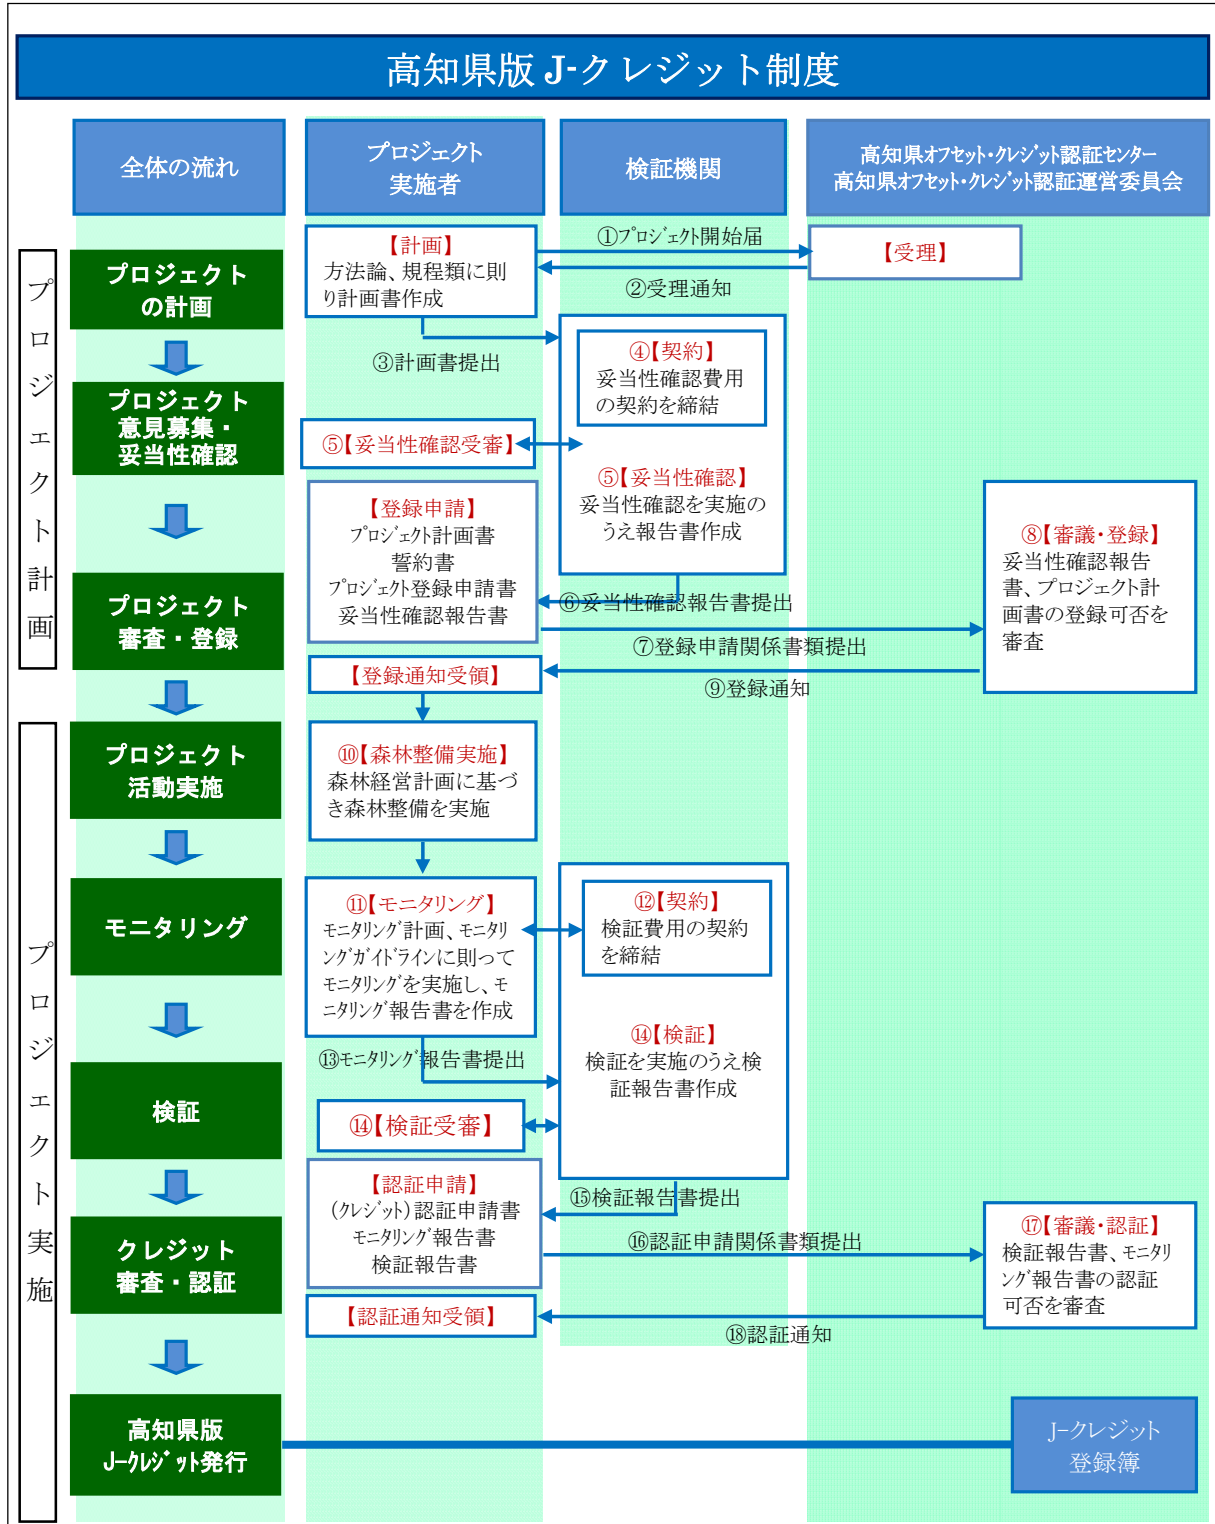 高知県版 J-クレジット制度
全体の流れ
プロジェクト
実施者
検証機関
高知県オフセット・クレジット認証センター
高知県オフセット・クレジット認証運営委員会
プロジェクト計画
プロジェクト
の計画
【計画】
方法論、規程類に則
り計画書作成
①プロジェクト開始届
【受理】
②受理通知
③計画書提出
④【契約】
妥当性確認費用
の契約を締結
プロジェクト
意見募集・
妥当性確認
⑤【妥当性確認受審】
⑤【妥当性確認】
妥当性確認を実施の
うえ報告書作成
【登録申請】
プロジェクト計画書
誓約書
プロジェクト登録申請書
妥当性確認報告書
⑧【審議・登録】
妥当性確認報告
書、プロジェクト計
画書の登録可否を
審査
プロジェクト
審査・登録
⑥妥当性確認報告書提出
⑦登録申請関係書類提出
【登録通知受領】
⑨登録通知
プロジェクト実施
プロジェクト
活動実施
⑩【森林整備実施】
森林経営計画に基づ
き森林整備を実施
モニタリング
⑪【モニタリング】
モニタリング計画、モニタリ
ングガイドラインに則って
モニタリングを実施し、モ
ニタリング報告書を作成
⑫【契約】
検証費用の契約
を締結
⑬モニタリング報告書提出
⑭【検証】
検証を実施のうえ検
証報告書作成
検証
⑭【検証受審】
【認証申請】
(クレジット)認証申請書
モニタリング報告書
検証報告書
⑮検証報告書提出
⑯認証申請関係書類提出
⑰【審議・認証】
検証報告書、モニタリ
ング報告書の認証
可否を審査
クレジット
審査・認証
【認証通知受領】
⑱認証通知
高知県版
J-クレジット発行
J-クレジット
登録簿